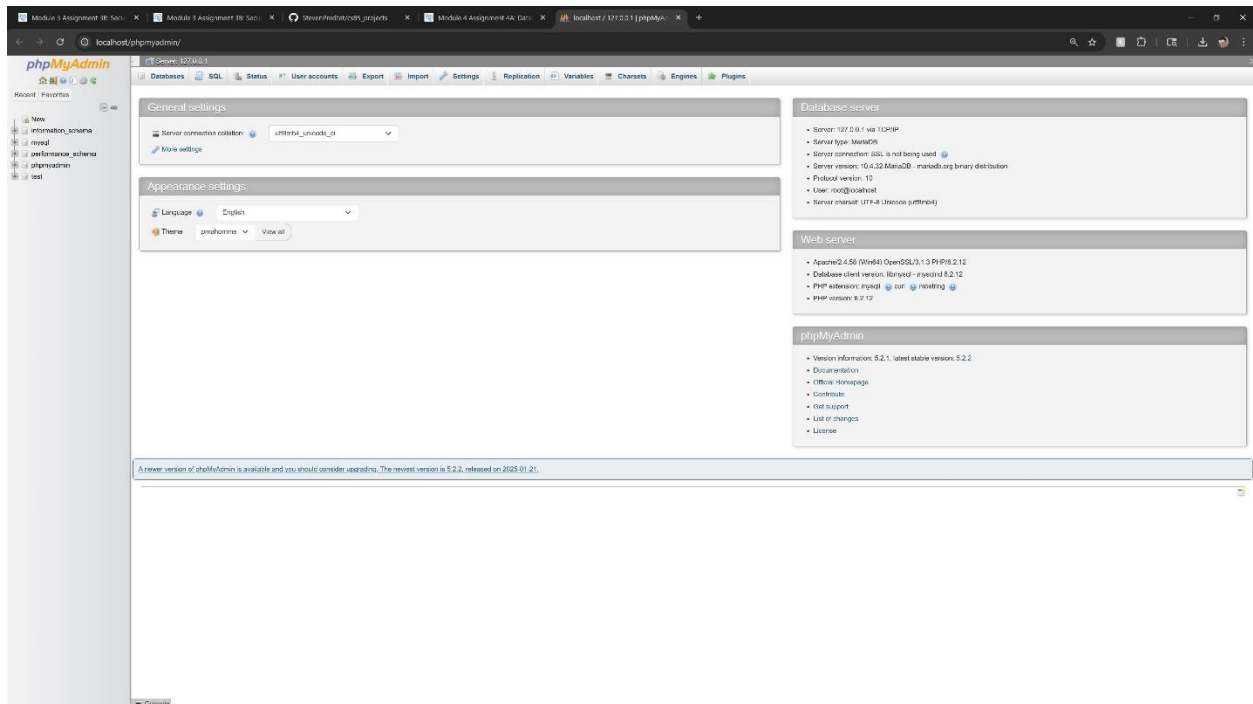 Module 3 Assignment 3B: Secu
Module 3 Assignment 3B: Secu
StevenPredtat/cs85_projects
Module 4 Assignment 4A: Data
localhost / 127.0.0.1 | phpMyA
localhost/phpmyadmin/
phpMyAdmin
Recent Favorites
New
information_schema
mysql
performance_schema
phpmyadmin
test
Server: 127.0.0.1
Databases SQL Status User accounts Export Import Settings Replication Variables Charsets Engines Plugins
General settings
Server connection collation: utf8mb4_unicode_ci
More settings
Appearance settings
Language English
Theme pmahomme View all
Database server
• Server: 127.0.0.1 via TCP/IP
• Server type: MariaDB
• Server connection: SSL is not being used
• Server version: 10.4.32-MariaDB - mariadb.org binary distribution
• Protocol version: 10
• User: root@localhost
• Server charset: UTF-8 Unicode (utf8mb4)
Web server
• Apache/2.4.58 (Win64) OpenSSL/3.1.3 PHP/8.2.12
• Database client version: libmysql - mysqlnd 8.2.12
• PHP extension: mysqli curl mbstring
• PHP version: 8.2.12
phpMyAdmin
• Version information: 5.2.1, latest stable version: 5.2.2
• Documentation
• Official Homepage
• Contribute
• Get support
• List of changes
• License
A newer version of phpMyAdmin is available and you should consider upgrading. The newest version is 5.2.2, released on 2025-01-21.
Console